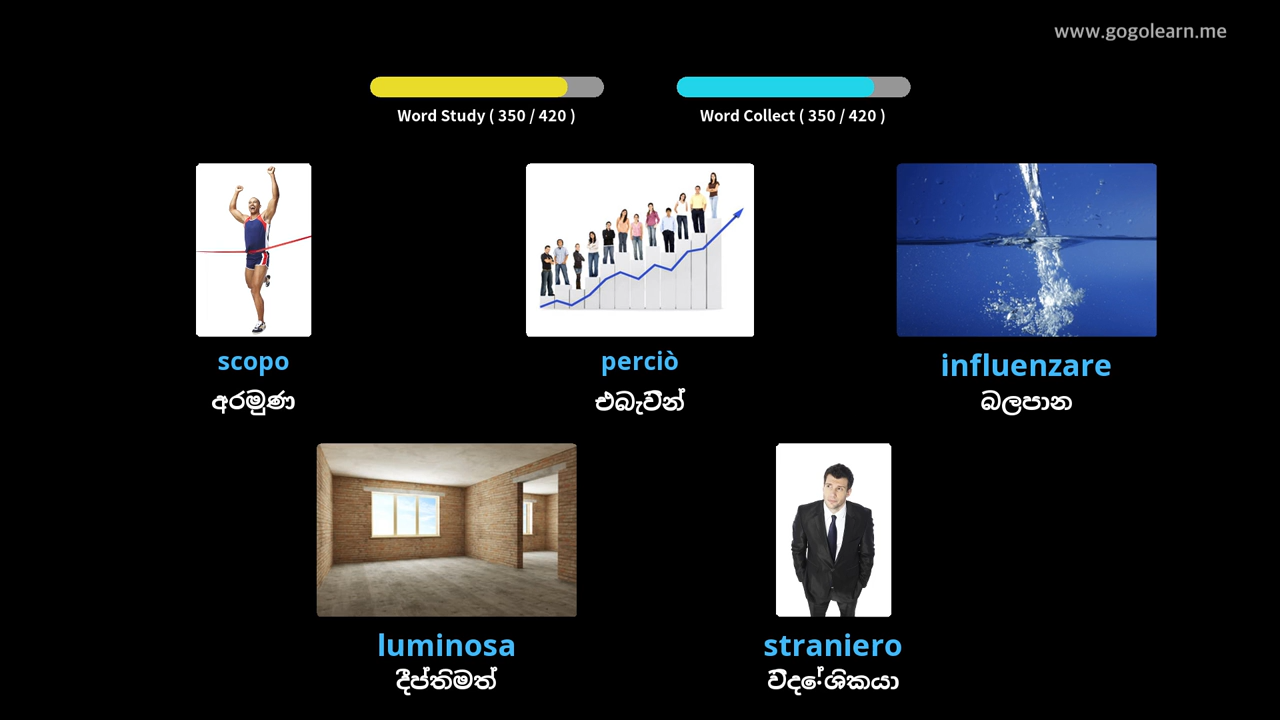 www.gogolearn.me
Word Study ( 350 / 420 )
Word Collect ( 350 / 420 )
scopo
perciò
influenzare
අරමුණ
එබැවින්
බලපාන
luminosa
straniero
දීප්තිමත්
විදේශිකයා